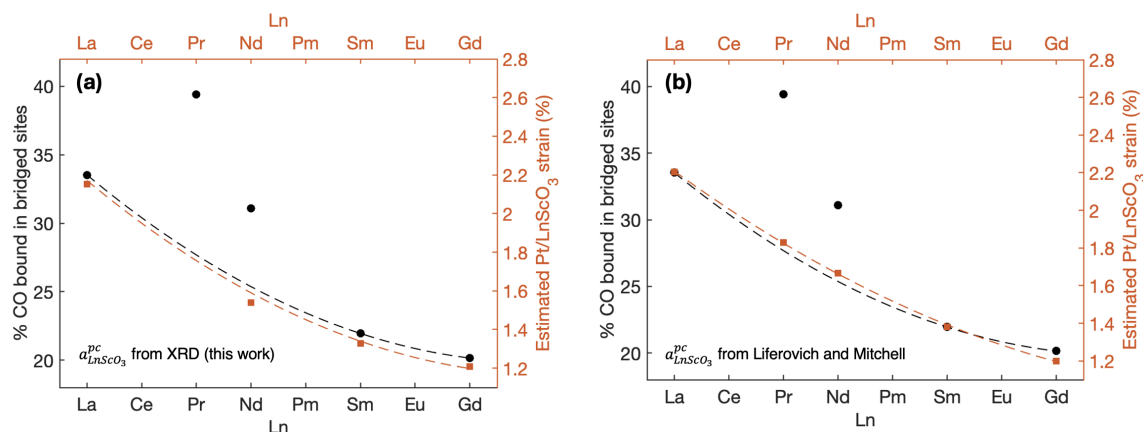 Ln
La Ce Pr Nd Pm Sm Eu Gd
(a)
% CO bound in bridged sites
40
35
30
25
20
2.8
2.6
2.4
2.2
2
1.8
1.6
1.4
1.2
Estimated Pt/LnScO3 strain (%)
a^{pc}_{LnScO_3} from XRD (this work)
La Ce Pr Nd Pm Sm Eu Gd
Ln
Ln
La Ce Pr Nd Pm Sm Eu Gd
(b)
% CO bound in bridged sites
40
35
30
25
20
2.8
2.6
2.4
2.2
2
1.8
1.6
1.4
1.2
Estimated Pt/LnScO3 strain (%)
a^{pc}_{LnScO_3} from Liferovich and Mitchell
La Ce Pr Nd Pm Sm Eu Gd
Ln